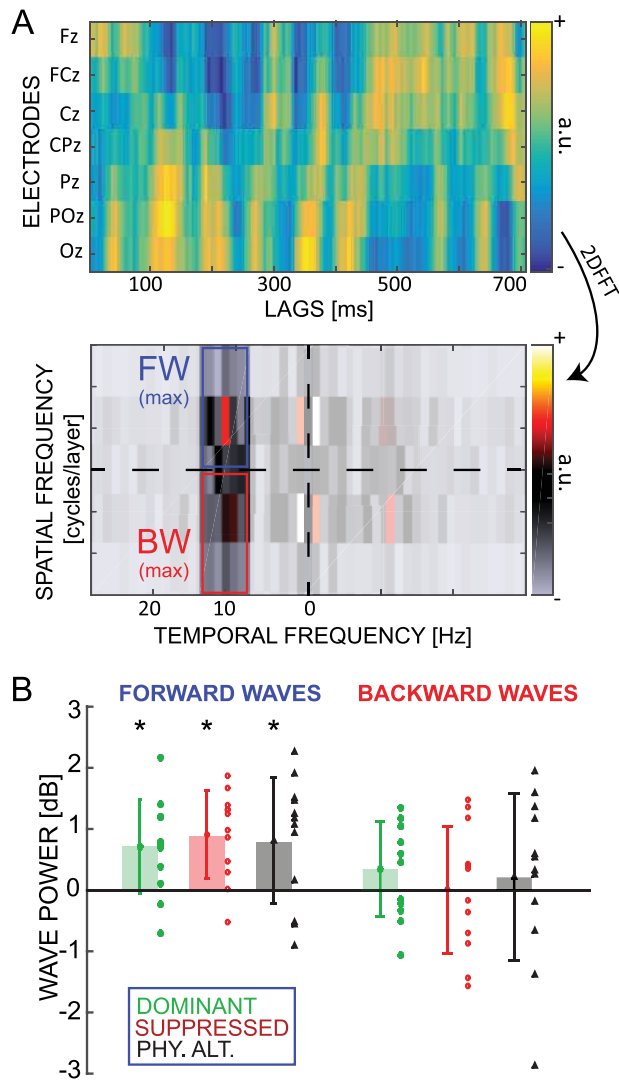 A
ELECTRODES
Fz
FCz
Cz
CPz
Pz
POz
Oz
100
300
500
700
LAGS [ms]
+
a.u.
-
2DFFT
SPATIAL FREQUENCY
[cycles/layer]
FW
(max)
BW
(max)
20
10
0
TEMPORAL FREQUENCY [Hz]
+
a.u.
-
B
FORWARD WAVES
BACKWARD WAVES
WAVE POWER [dB]
3
2
1
0
-1
-2
-3
* * *
DOMINANT
SUPPRESSED
PHY. ALT.